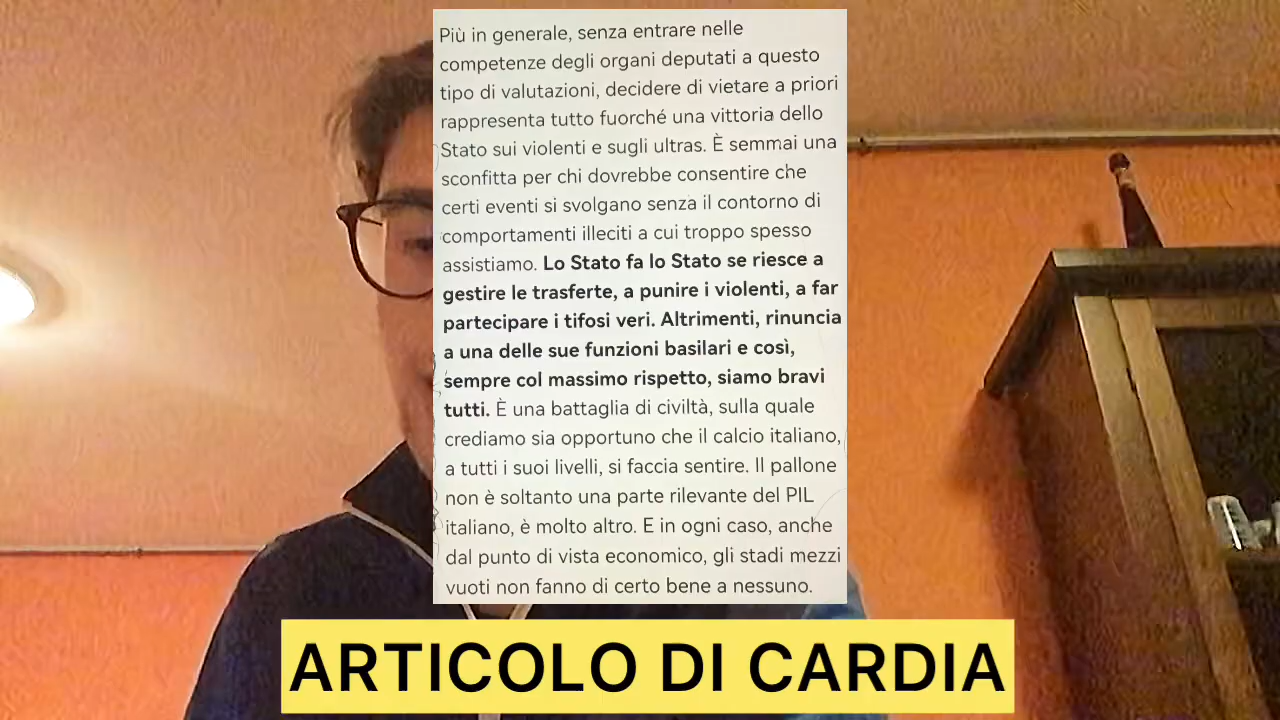 Più in generale, senza entrare nelle
competenze degli organi deputati a questo
tipo di valutazioni, decidere di vietare a priori
rappresenta tutto fuorché una vittoria dello
Stato sui violenti e sugli ultras. È semmai una
sconfitta per chi dovrebbe consentire che
certi eventi si svolgano senza il contorno di
comportamenti illeciti a cui troppo spesso
assistiamo. Lo Stato fa lo Stato se riesce a
gestire le trasferte, a punire i violenti, a far
partecipare i tifosi veri. Altrimenti, rinuncia
a una delle sue funzioni basilari e così,
sempre col massimo rispetto, siamo bravi
tutti. È una battaglia di civiltà, sulla quale
crediamo sia opportuno che il calcio italiano,
a tutti i suoi livelli, si faccia sentire. Il pallone
non è soltanto una parte rilevante del PIL
italiano, è molto altro. E in ogni caso, anche
dal punto di vista economico, gli stadi mezzi
vuoti non fanno di certo bene a nessuno.
ARTICOLO DI CARDIA